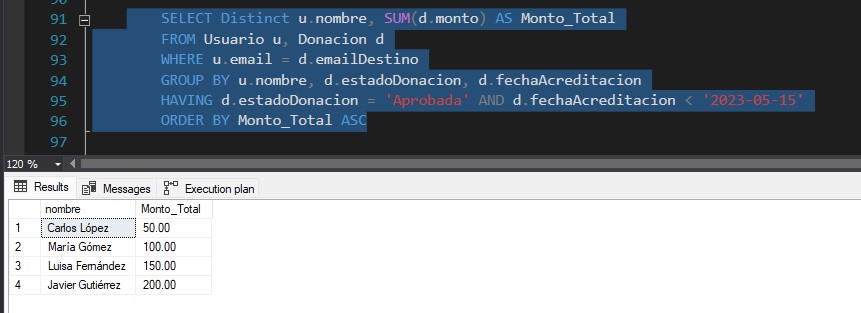 91 SELECT Distinct u.nombre, SUM(d.monto) AS Monto_Total
92 FROM Usuario u, Donacion d
93 WHERE u.email = d.emailDestino
94 GROUP BY u.nombre, d.estadoDonacion, d.fechaAcreditacion
95 HAVING d.estadoDonacion = 'Aprobada' AND d.fechaAcreditacion < '2023-05-15'
96 ORDER BY Monto_Total ASC
97
120 %
Results Messages Execution plan
nombre Monto_Total
1 Carlos López 50.00
2 María Gómez 100.00
3 Luisa Fernández 150.00
4 Javier Gutiérrez 200.00